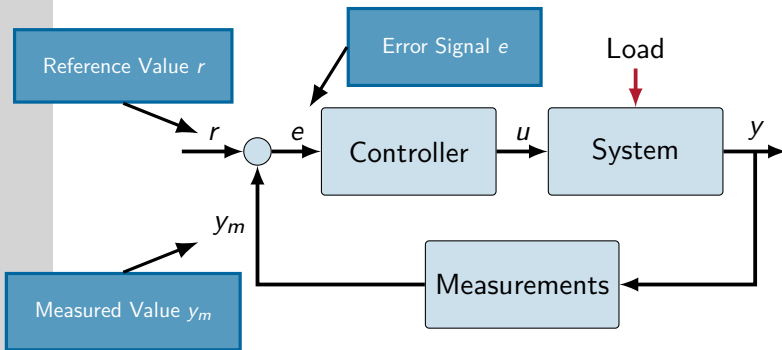 Reference Value r
Error Signal e
Load
r
e
Controller
u
System
y
y_m
Measurements
Measured Value y_m